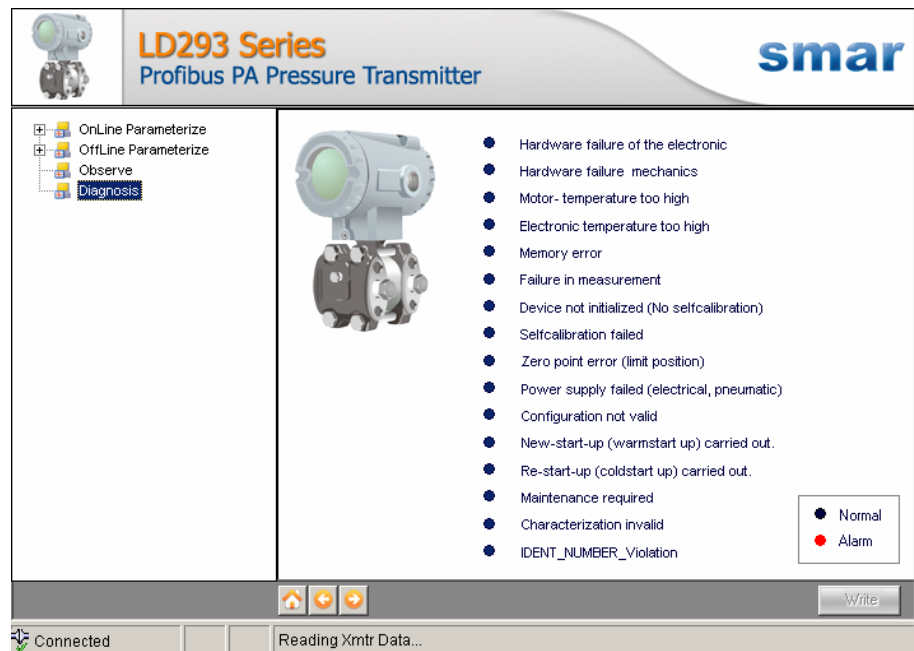 LD293 Series
Profibus PA Pressure Transmitter
smar
OnLine Parameterize
OffLine Parameterize
Observe
Diagnosis
Hardware failure of the electronic
Hardware failure mechanics
Motor- temperature too high
Electronic temperature too high
Memory error
Failure in measurement
Device not initialized (No selfcalibration)
Selfcalibration failed
Zero point error (limit position)
Power supply failed (electrical, pneumatic)
Configuration not valid
New-start-up (warmstart up) carried out.
Re-start-up (coldstart up) carried out.
Maintenance required
Characterization invalid
IDENT_NUMBER_Violation
Normal
Alarm
Write
Connected
Reading Xmtr Data...